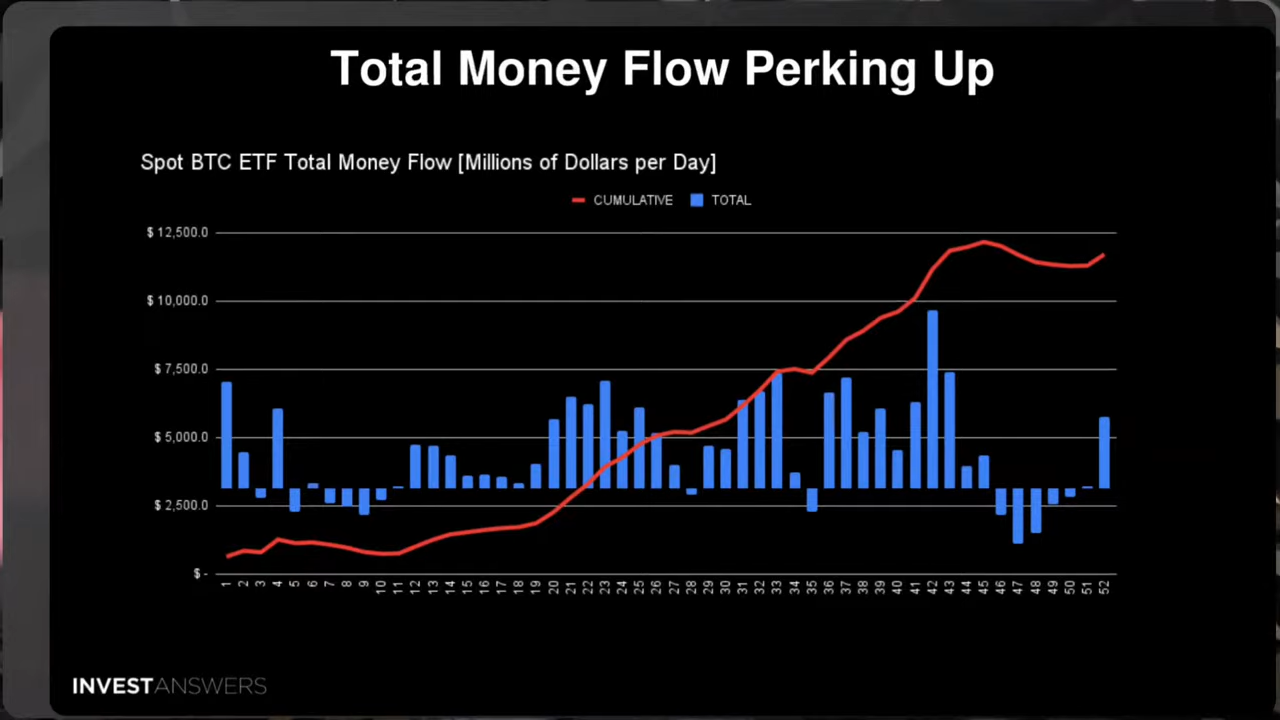 Total Money Flow Perking Up
Spot BTC ETF Total Money Flow [Millions of Dollars per Day]
CUMULATIVE TOTAL
$ 12,500.0
$ 10,000.0
$ 7,500.0
$ 5,000.0
$ 2,500.0
$ -
1 2 3 4 5 6 7 8 9 10 11 12 13 14 15 16 17 18 19 20 21 22 23 24 25 26 27 28 29 30 31 32 33 34 35 36 37 38 39 40 41 42 43 44 45 46 47 48 49 50 51 52
INVESTANSWERS